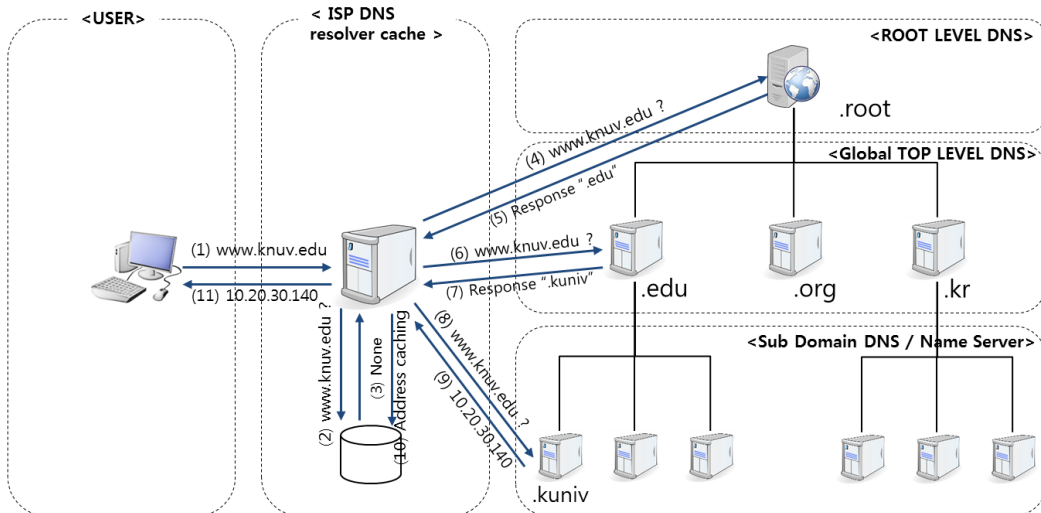 <USER>
< ISP DNS
resolver cache >
<ROOT LEVEL DNS>
.root
(4) www.knuv.edu ?
(5) Response ".edu"
<Global TOP LEVEL DNS>
(1) www.knuv.edu
(11) 10.20.30.140
(6) www.knuv.edu ?
(7) Response ".kuniv"
.edu
.org
.kr
(2) www.knuv.edu ?
(3) None
(10) Address caching
(8) www.knuv.edu ?
(9) 10.20.30.140
<Sub Domain DNS / Name Server>
.kuniv